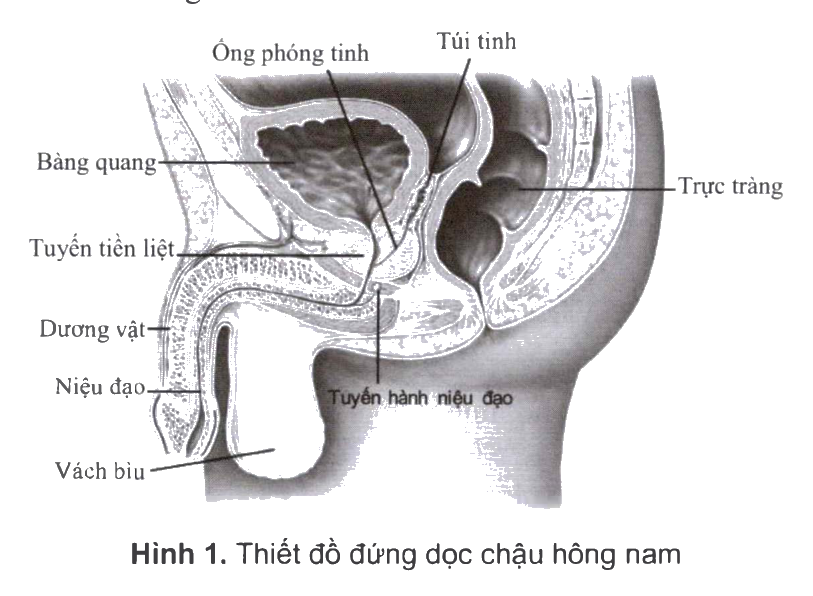 Ống phóng tinh
Túi tinh
Bàng quang
Trực tràng
Tuyến tiền liệt
Dương vật
Niệu đạo
Tuyến hành niệu đạo
Vách bìu
Hình 1. Thiết đồ đứng dọc chậu hông nam